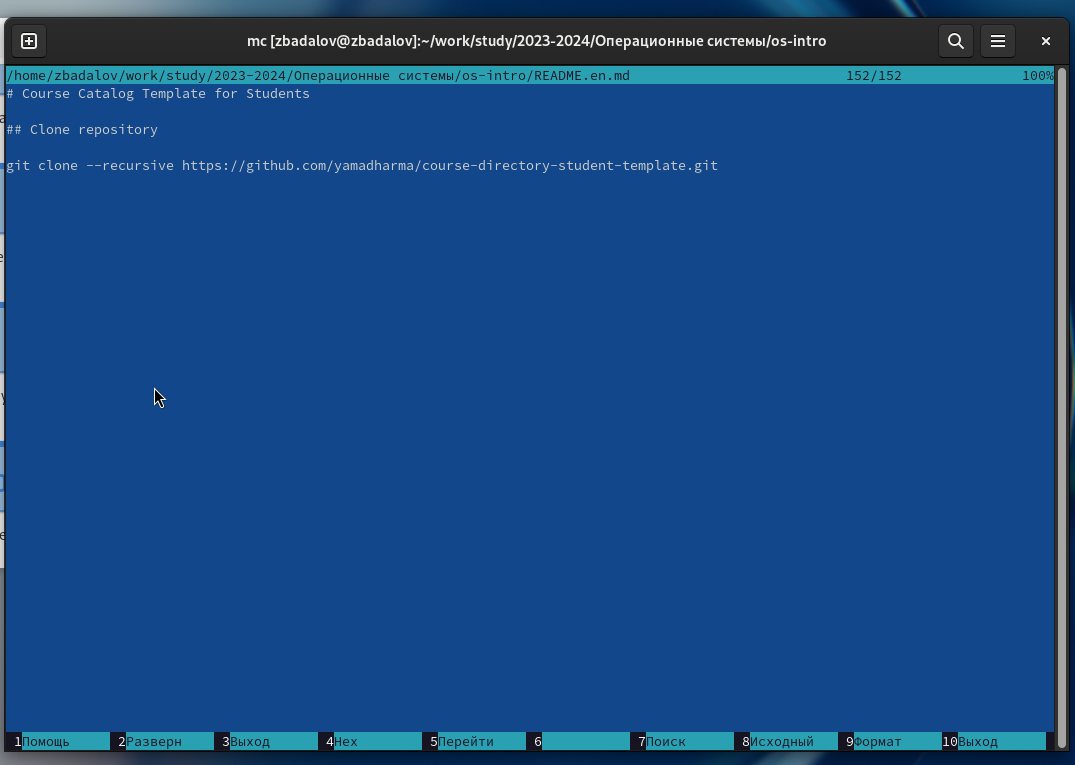 mc [zbadalov@zbadalov]:~/work/study/2023-2024/Операционные системы/os-intro
/home/zbadalov/work/study/2023-2024/Операционные системы/os-intro/README.en.md 152/152 100%
# Course Catalog Template for Students
## Clone repository
git clone --recursive https://github.com/yamadharma/course-directory-student-template.git
1Помощь 2Разверн 3Выход 4Hex 5Перейти 6 7Поиск 8Исходный 9Формат 10Выход